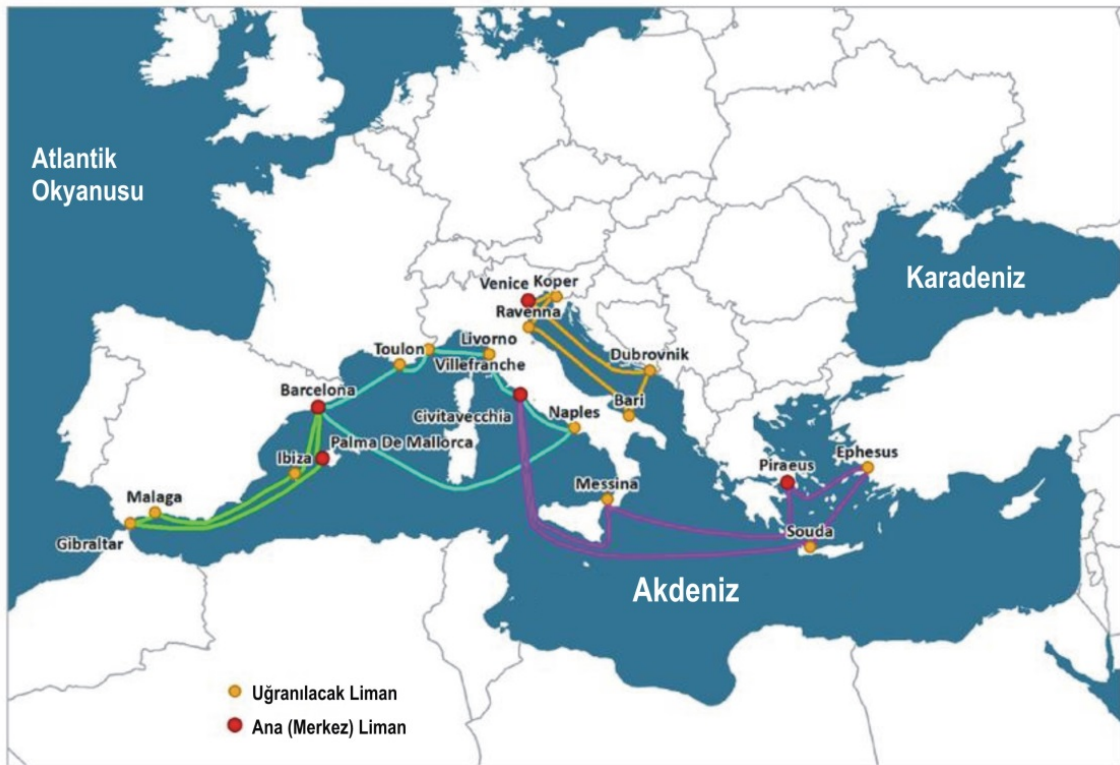 Atlantik
Okyanusu
Karadeniz
Venice
Koper
Ravenna
Livorno
Toulon
Villefranche
Dubrovnik
Barcelona
Bari
Civitavecchia
Naples
Palma De Mallorca
Ibiza
Ephesus
Piraeus
Messina
Malaga
Souda
Gibraltar
Akdeniz
Uğranılacak Liman
Ana (Merkez) Liman